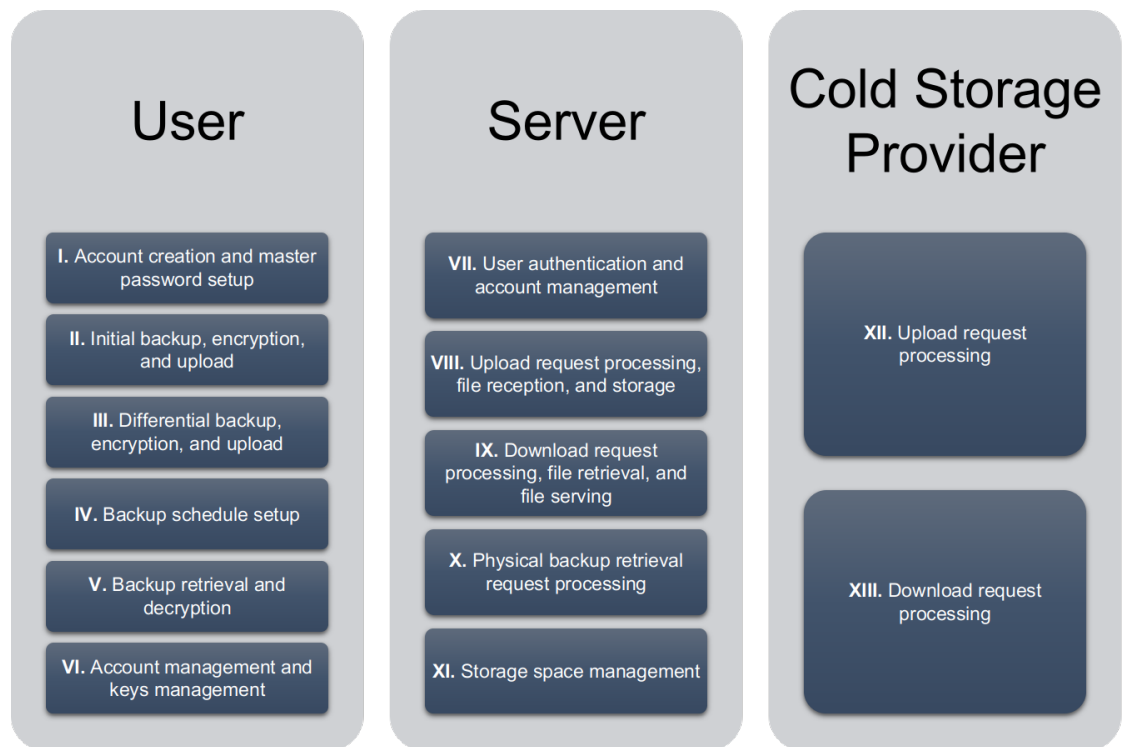 User
I. Account creation and master
password setup
II. Initial backup, encryption,
and upload
III. Differential backup,
encryption, and upload
IV. Backup schedule setup
V. Backup retrieval and
decryption
VI. Account management and
keys management
Server
VII. User authentication and
account management
VIII. Upload request processing,
file reception, and storage
IX. Download request
processing, file retrieval, and
file serving
X. Physical backup retrieval
request processing
XI. Storage space management
Cold Storage
Provider
XII. Upload request
processing
XIII. Download request
processing